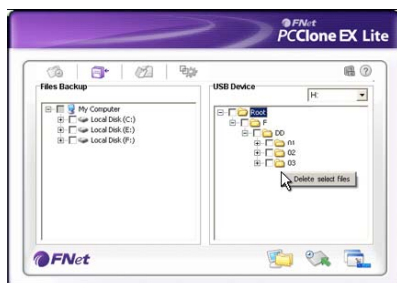 FNet
PCClone EX Lite
Files Backup
USB Device
H:
My Computer
Local Disk (C:)
Local Disk (E:)
Local Disk (F:)
Root
F
DD
01
02
03
Delete select files
FNet